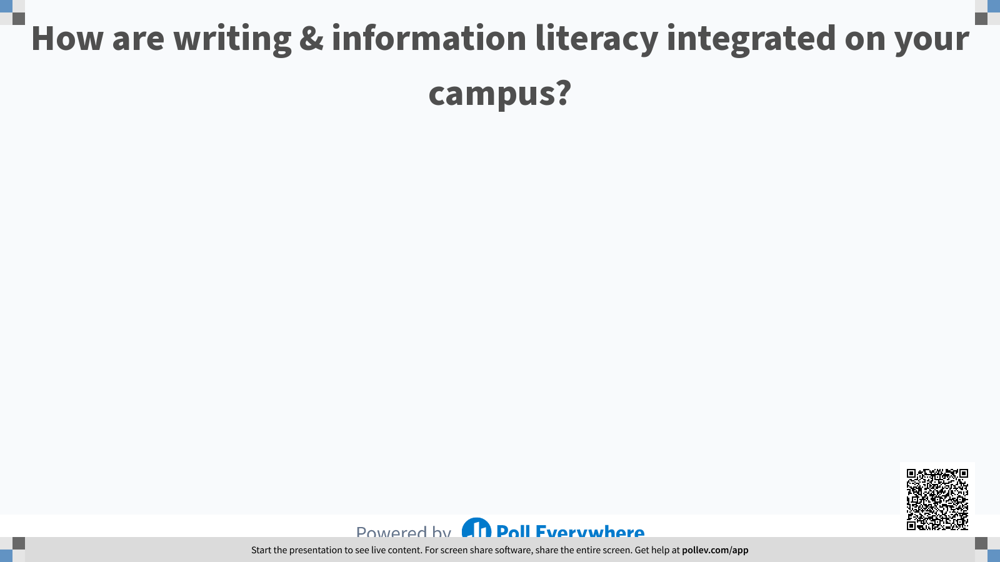 How are writing & information literacy integrated on your
campus?
Powered by Poll Everywhere
Start the presentation to see live content. For screen share software, share the entire screen. Get help at pollev.com/app